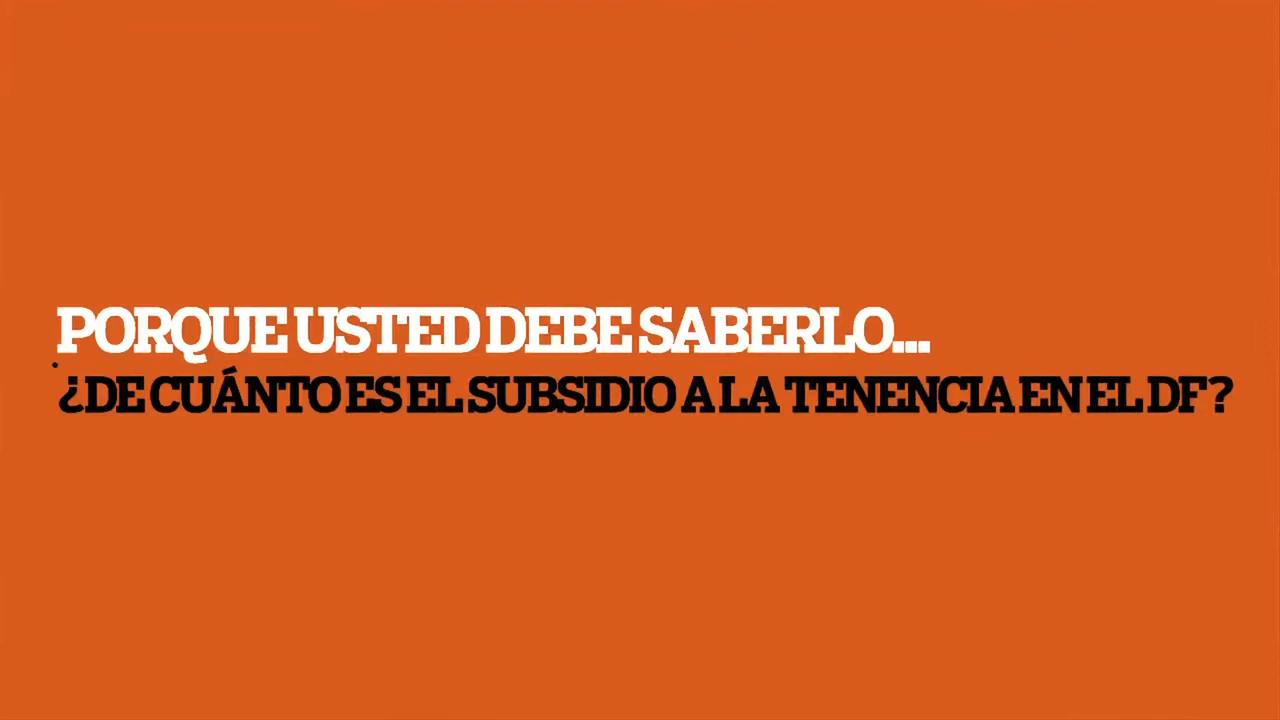 PORQUE USTED DEBE SABERLO...
¿DE CUÁNTO ES EL SUBSIDIO A LA TENENCIA EN EL DF?